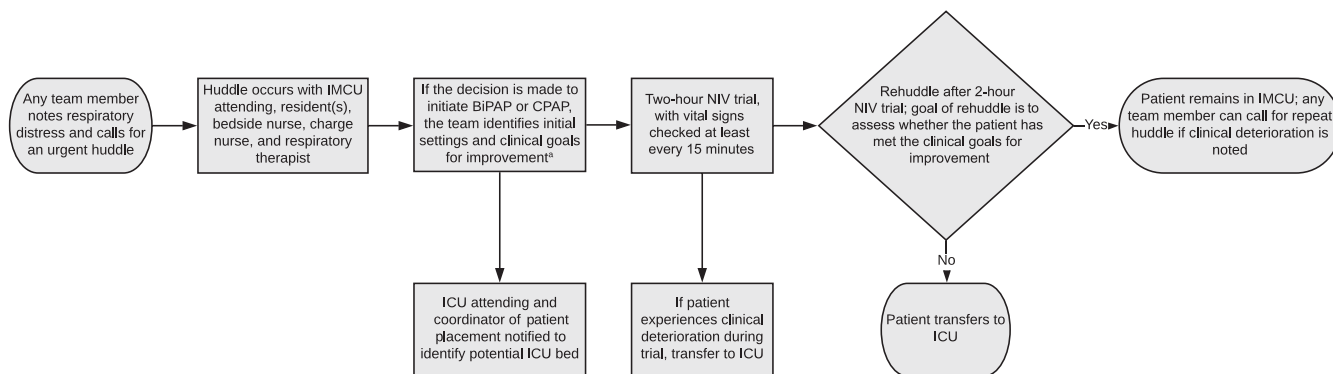 Any team member
notes respiratory
distress and calls for
an urgent huddle
Huddle occurs with IMCU
attending, resident(s),
bedside nurse, charge
nurse, and respiratory
therapist
If the decision is made to
initiate BiPAP or CPAP,
the team identifies initial
settings and clinical goals
for improvementᵃ
Two-hour NIV trial,
with vital signs
checked at least
every 15 minutes
Rehuddle after 2-hour
NIV trial; goal of rehuddle is to
assess whether the patient has
met the clinical goals for
improvement
Yes
Patient remains in IMCU; any
team member can call for repeat
huddle if clinical deterioration is
noted
No
ICU attending and
coordinator of patient
placement notified to
identify potential ICU bed
If patient
experiences clinical
deterioration during
trial, transfer to ICU
Patient transfers to
ICU